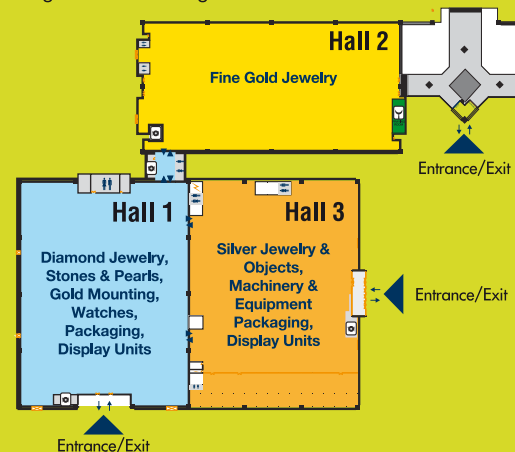 Hall 2
Fine Gold Jewelry
Entrance/Exit
Hall 1
Diamond Jewelry,
Stones & Pearls,
Gold Mounting,
Watches,
Packaging,
Display Units
Hall 3
Silver Jewelry &
Objects,
Machinery &
Equipment
Packaging,
Display Units
Entrance/Exit
Entrance/Exit